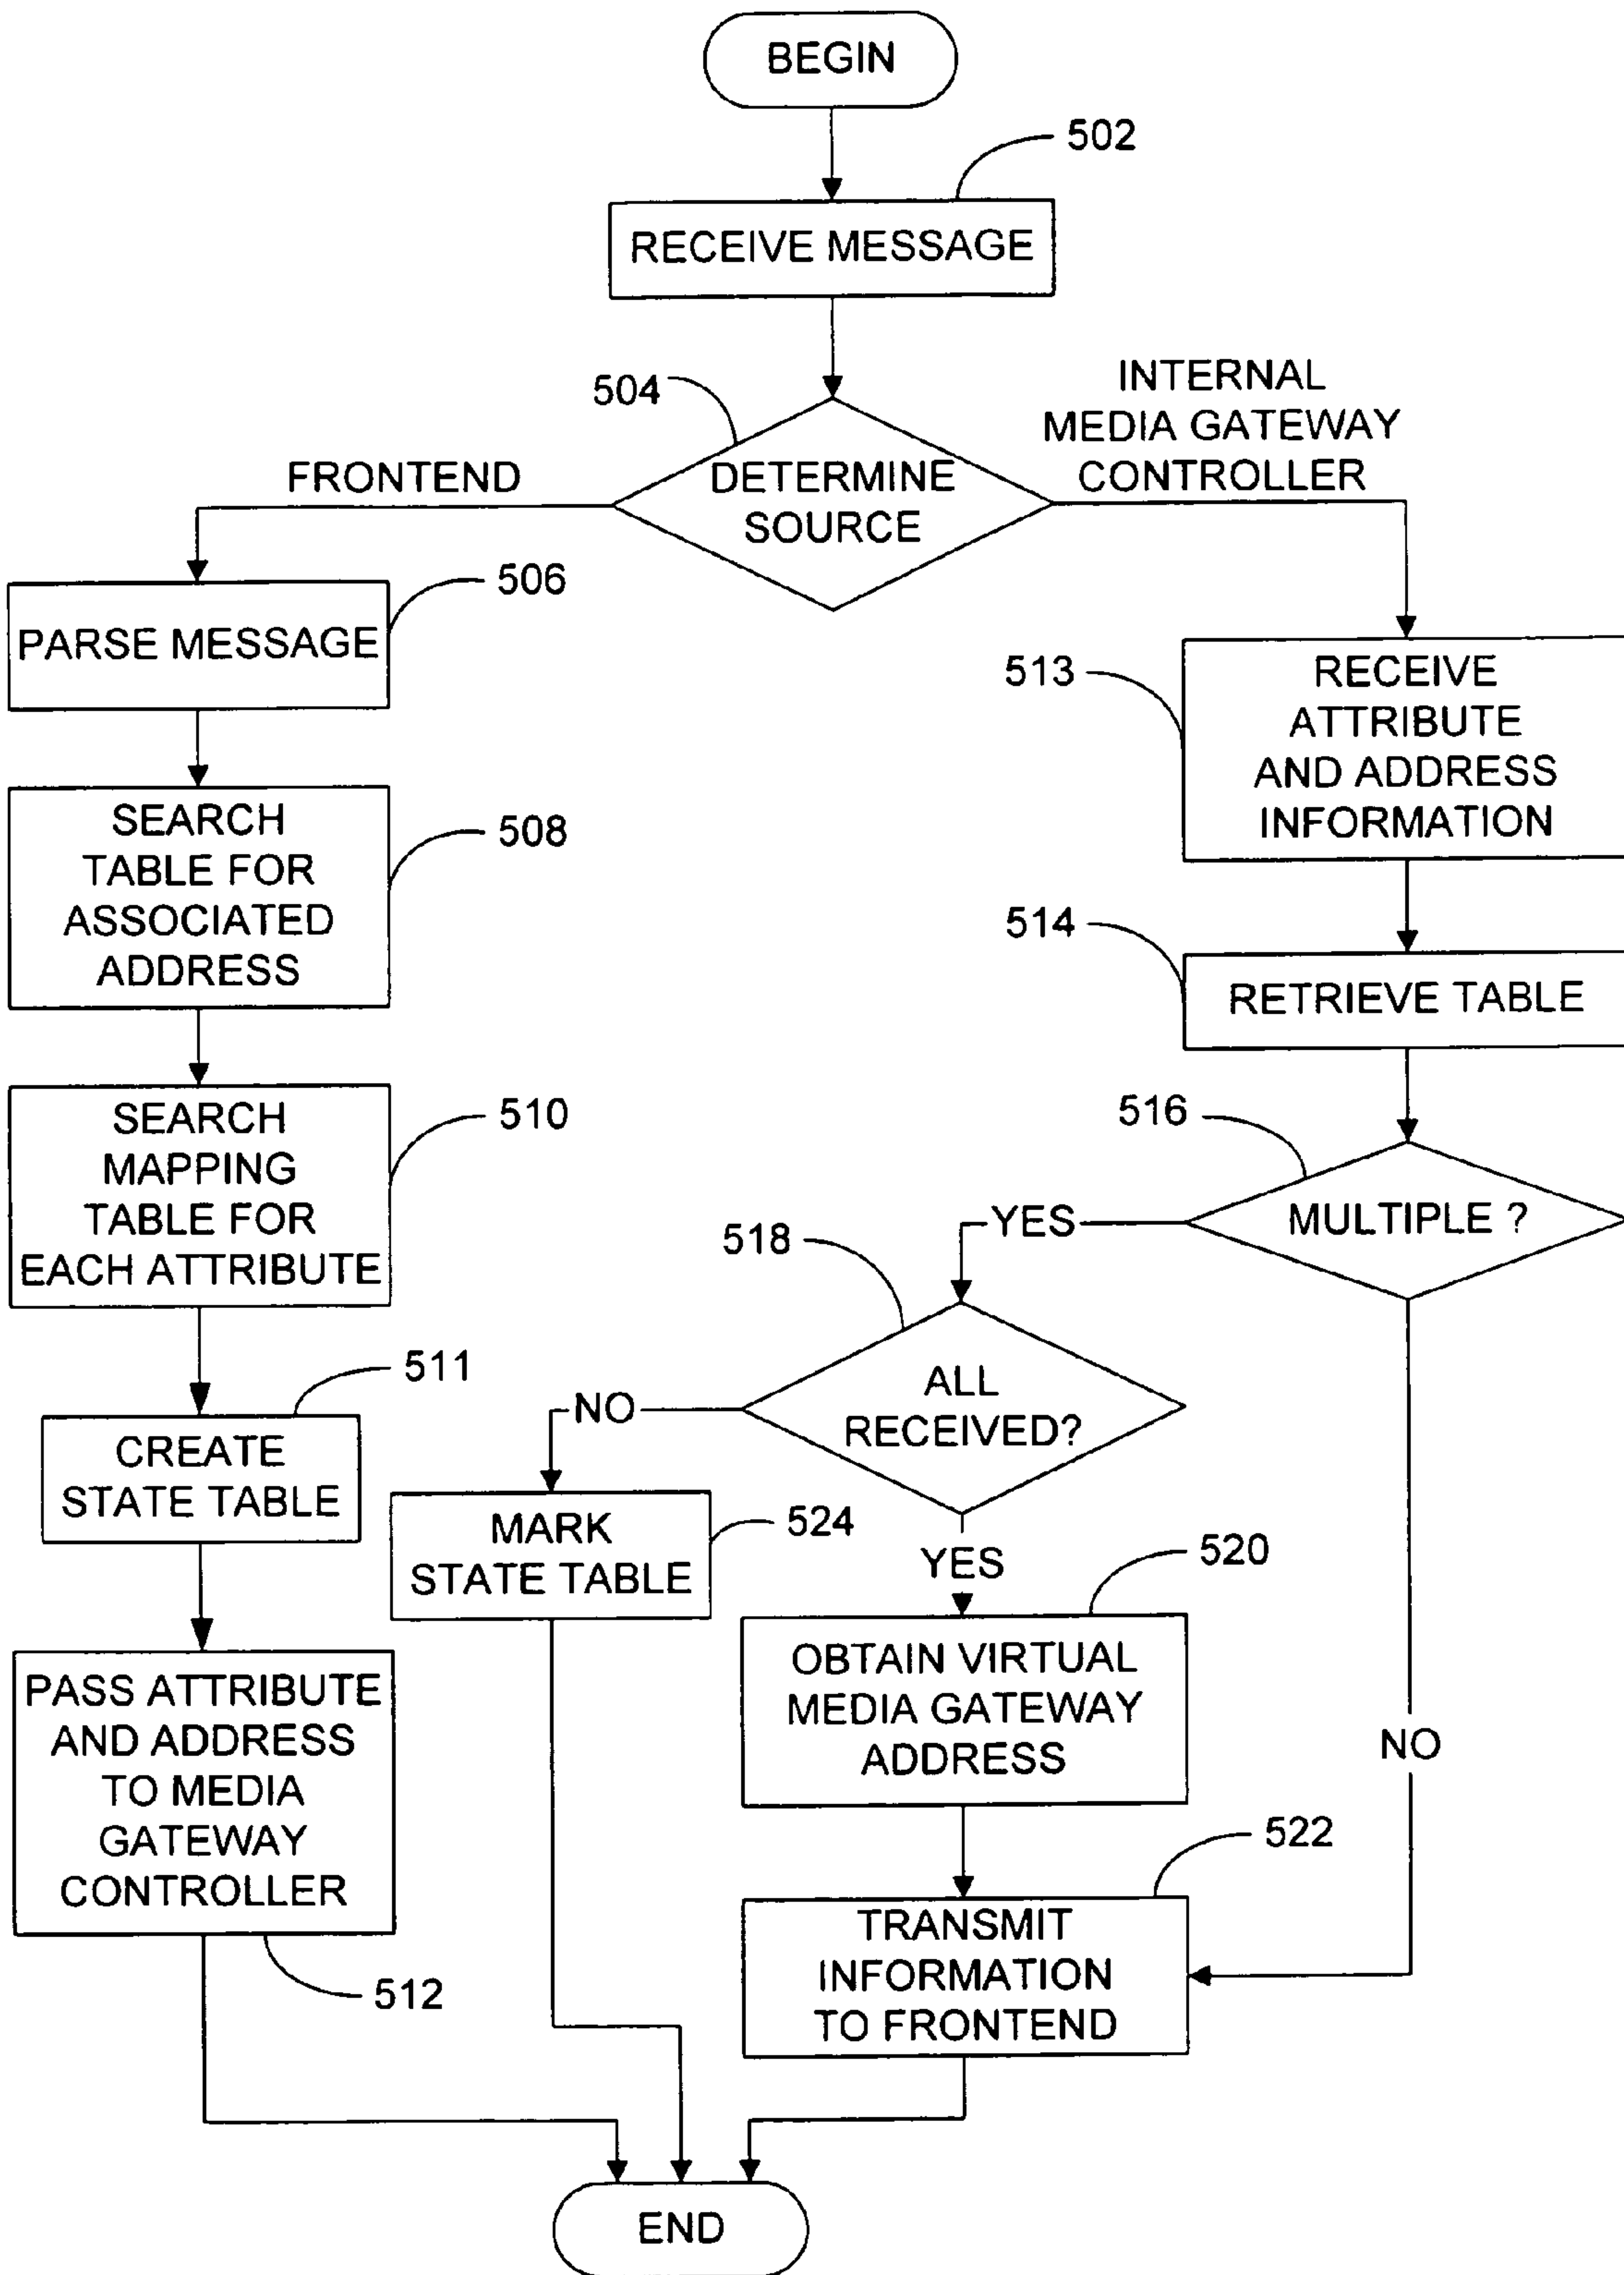 BEGIN
502
RECEIVE MESSAGE
504
DETERMINE
SOURCE
FRONTEND
INTERNAL
MEDIA GATEWAY
CONTROLLER
506
PARSE MESSAGE
508
SEARCH
TABLE FOR
ASSOCIATED
ADDRESS
510
SEARCH
MAPPING
TABLE FOR
EACH ATTRIBUTE
511
CREATE
STATE TABLE
PASS ATTRIBUTE
AND ADDRESS
TO MEDIA
GATEWAY
CONTROLLER
512
513
RECEIVE
ATTRIBUTE
AND ADDRESS
INFORMATION
514
RETRIEVE TABLE
516
MULTIPLE ?
YES
518
ALL
RECEIVED?
NO
MARK
STATE TABLE
524
YES
520
OBTAIN VIRTUAL
MEDIA GATEWAY
ADDRESS
NO
522
TRANSMIT
INFORMATION
TO FRONTEND
END